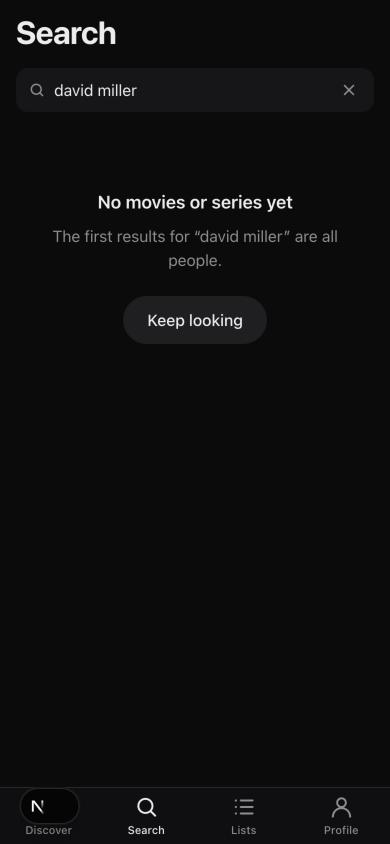 Search
david miller
No movies or series yet
The first results for “david miller” are all
people.
Keep looking
N
Discover
Search
Lists
Profile